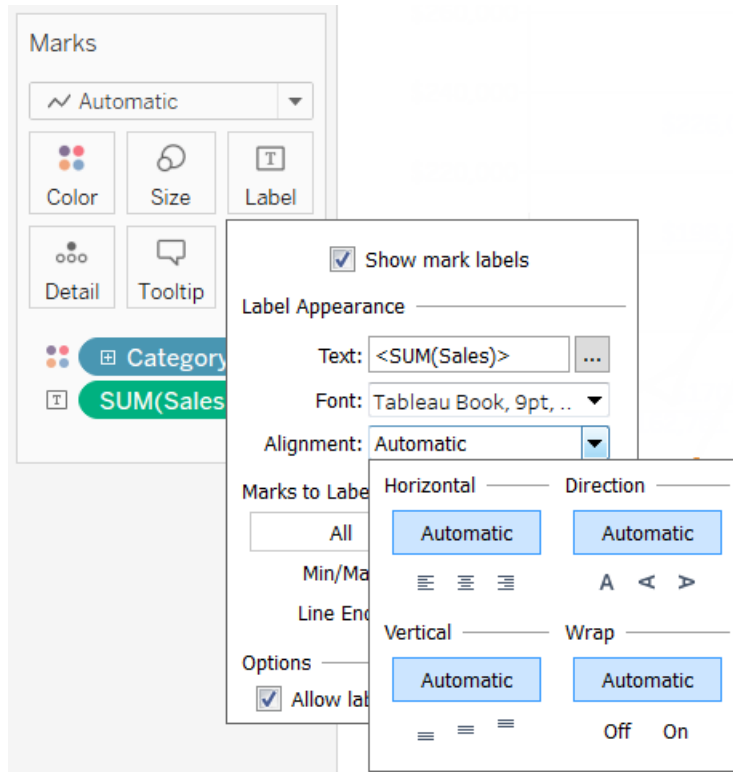 Marks
Automatic
Color Size Label
Detail Tooltip
Category
SUM(Sales
Show mark labels
Label Appearance
Text: <SUM(Sales)> ...
Font: Tableau Book, 9pt, ..
Alignment: Automatic
Marks to Labe
All
Min/Ma
Line End
Options
Allow lab
Horizontal Direction
Automatic Automatic
A A A
Vertical Wrap
Automatic Automatic
Off On